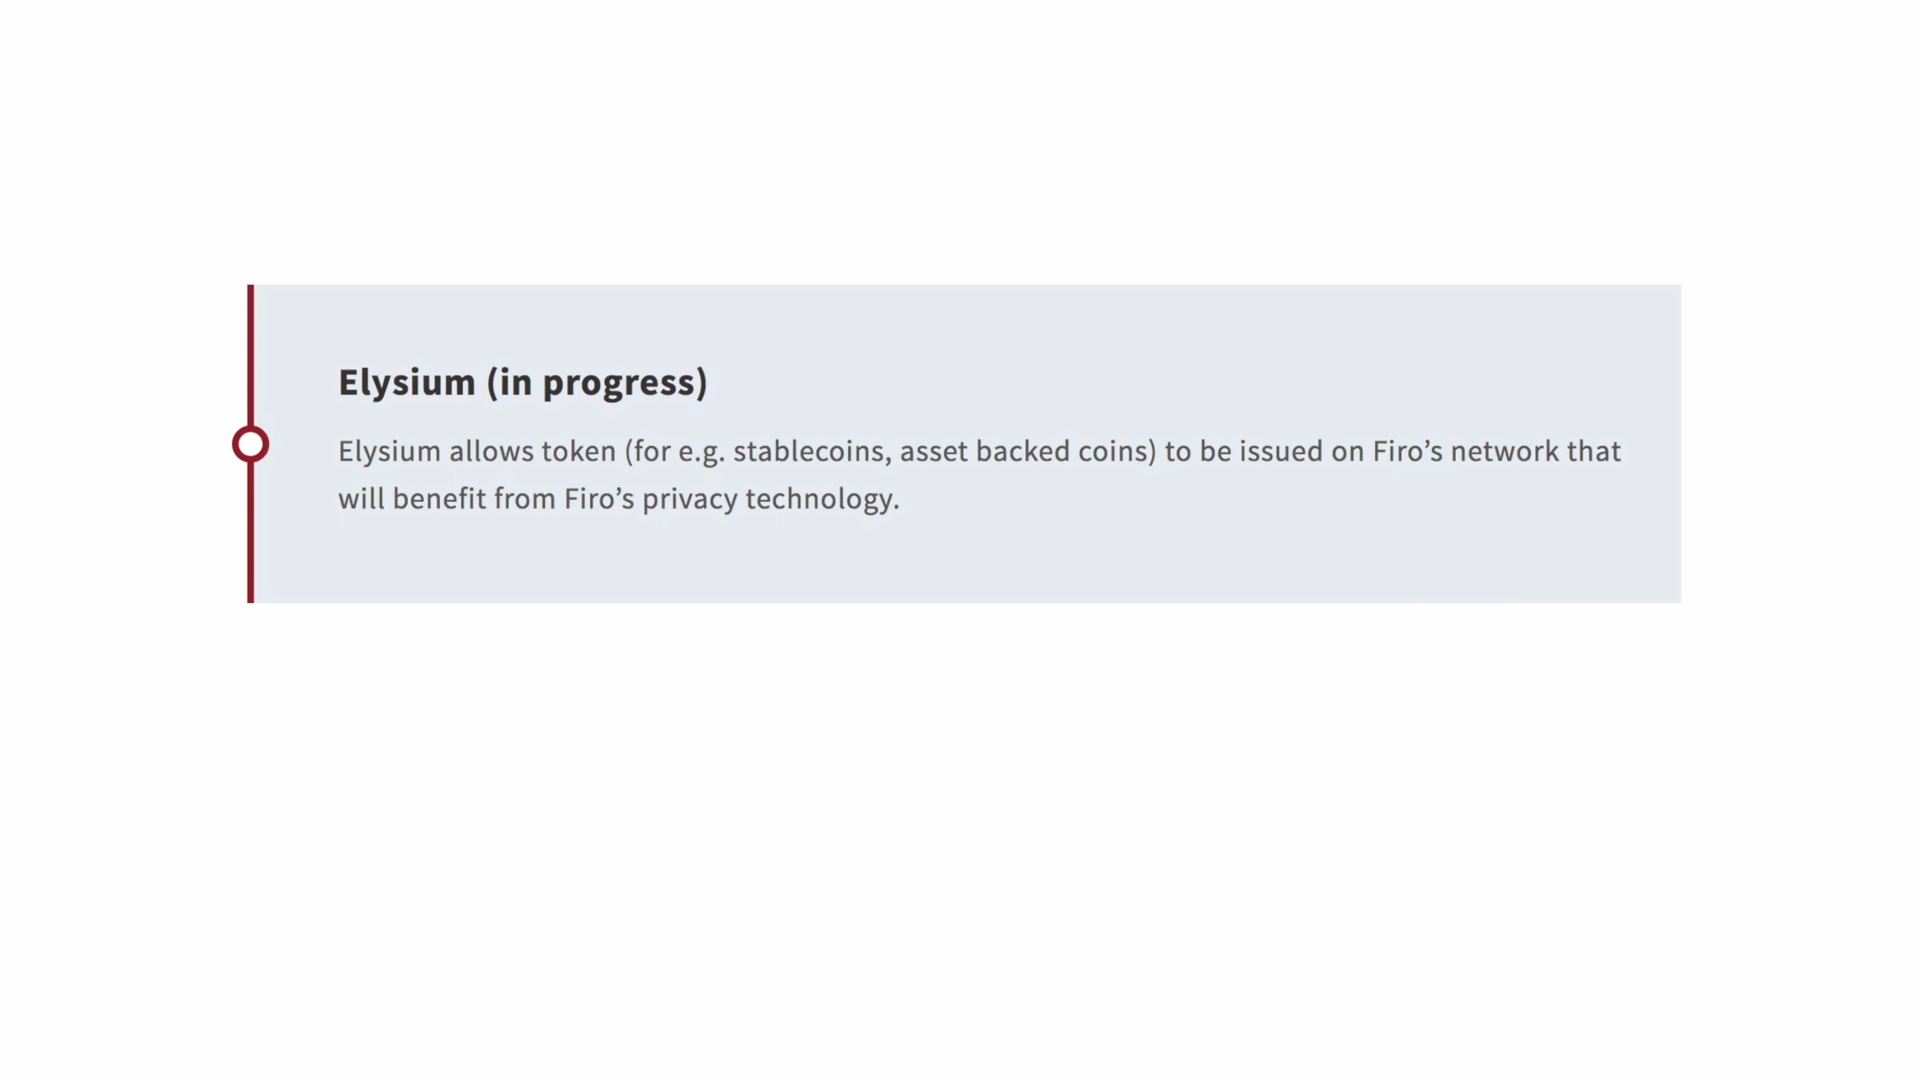 Elysium (in progress)
Elysium allows token (for e.g. stablecoins, asset backed coins) to be issued on Firo’s network that
will benefit from Firo’s privacy technology.